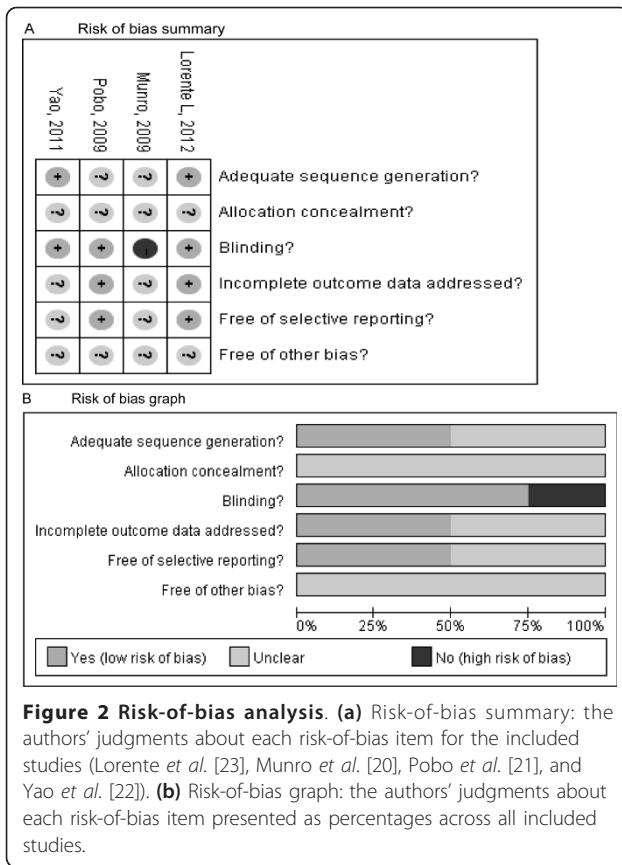 A Risk of bias summary
Yao, 2011
Pobo, 2009
Munro, 2009
Lorente L, 2012
+ ? ? + Adequate sequence generation?
? ? ? ? Allocation concealment?
+ + - + Blinding?
? + ? + Incomplete outcome data addressed?
? + ? + Free of selective reporting?
? ? ? ? Free of other bias?
B Risk of bias graph
Adequate sequence generation?
Allocation concealment?
Blinding?
Incomplete outcome data addressed?
Free of selective reporting?
Free of other bias?
0% 25% 50% 75% 100%
Yes (low risk of bias) Unclear No (high risk of bias)
Figure 2 Risk-of-bias analysis. (a) Risk-of-bias summary: the
authors' judgments about each risk-of-bias item for the included
studies (Lorente et al. [23], Munro et al. [20], Pobo et al. [21], and
Yao et al. [22]). (b) Risk-of-bias graph: the authors' judgments about
each risk-of-bias item presented as percentages across all included
studies.